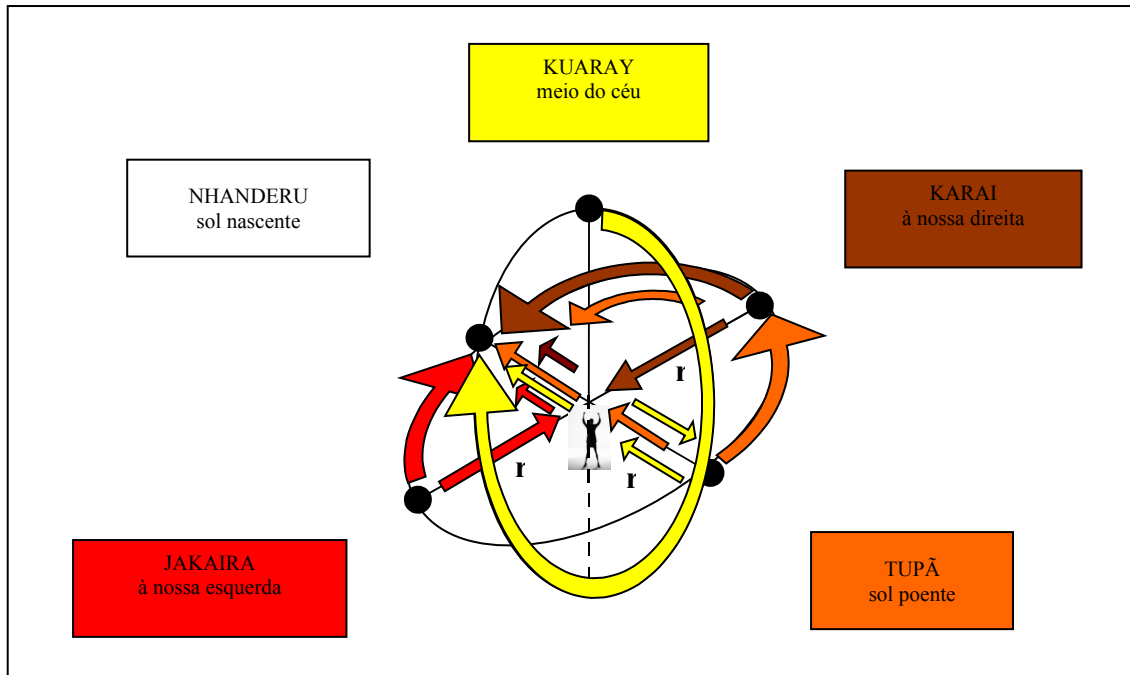 KUARAY
meio do céu
NHANDERU
sol nascente
KARAI
à nossa direita
r
r
r
JAKAIRA
à nossa esquerda
TUPÃ
sol poente